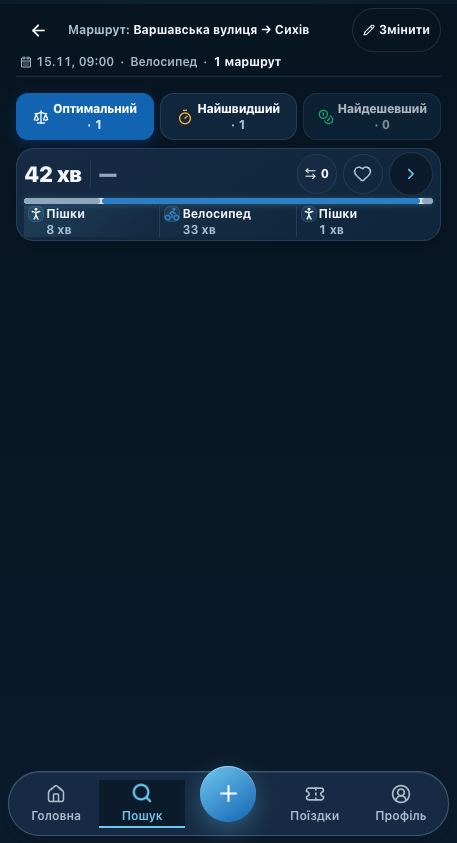 Маршрут: Варшавська вулиця → Сихів
Змінити
15.11, 09:00 · Велосипед · 1 маршрут
Оптимальний
· 1
Найшвидший
· 1
Найдешевший
· 0
42 хв —
0
Пішки
8 хв
Велосипед
33 хв
Пішки
1 хв
Головна
Пошук
Поїздки
Профіль